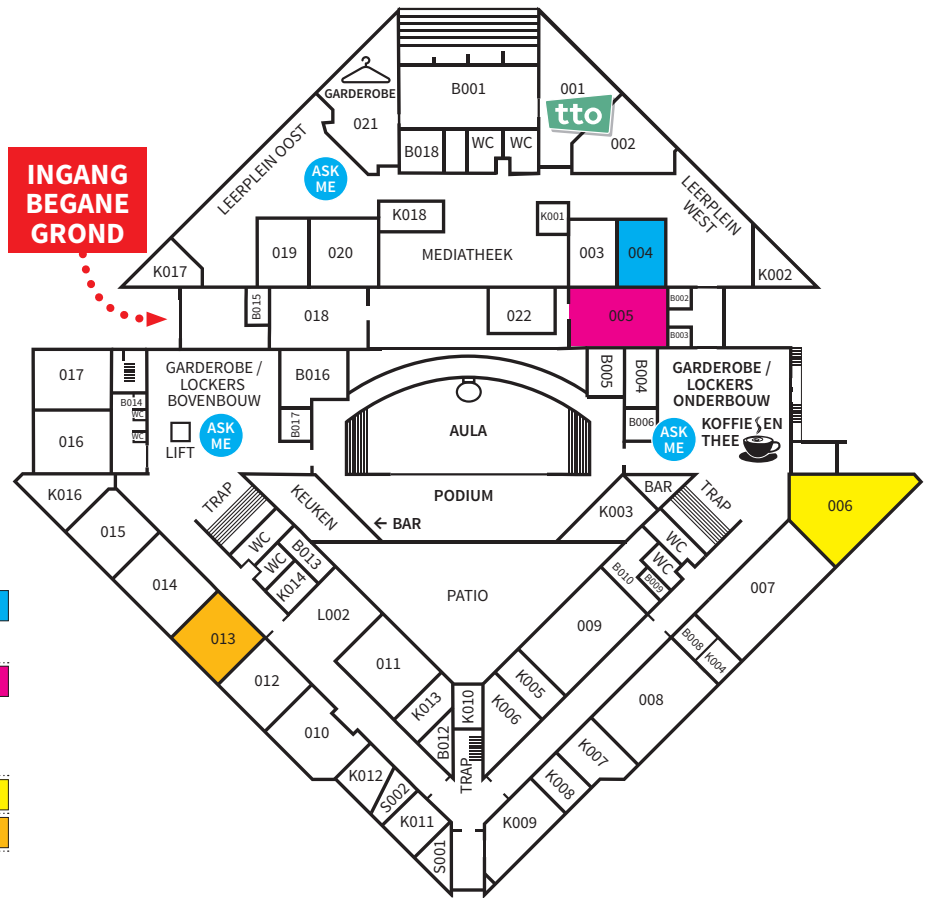 GARDEROBE
B001
001
tto
021
002
B018
WC
WC
LEERPLEIN OOST
ASK
ME
INGANG
BEGANE
GROND
LEERPLEIN
WEST
K018
K001
019
020
MEDIATHEEK
003
004
K017
K002
B015
018
022
005
B002
B003
017
GARDEROBE /
LOCKERS
BOVENBOUW
B016
B005
B004
GARDEROBE /
LOCKERS
ONDERBOUW
B014
WC
WC
016
LIFT
ASK
ME
B017
AULA
B006
ASK
ME
KOFFIE EN
THEE
K016
TRAP
KEUKEN
PODIUM
← BAR
K003
BAR
TRAP
006
015
WC
WC
B013
K014
WC
WC
B009
B010
014
L002
PATIO
009
007
013
B008
K004
012
011
K013
K010
K005
K006
008
010
B012
TRAP
K007
K012
S002
K008
K011
K009
S001